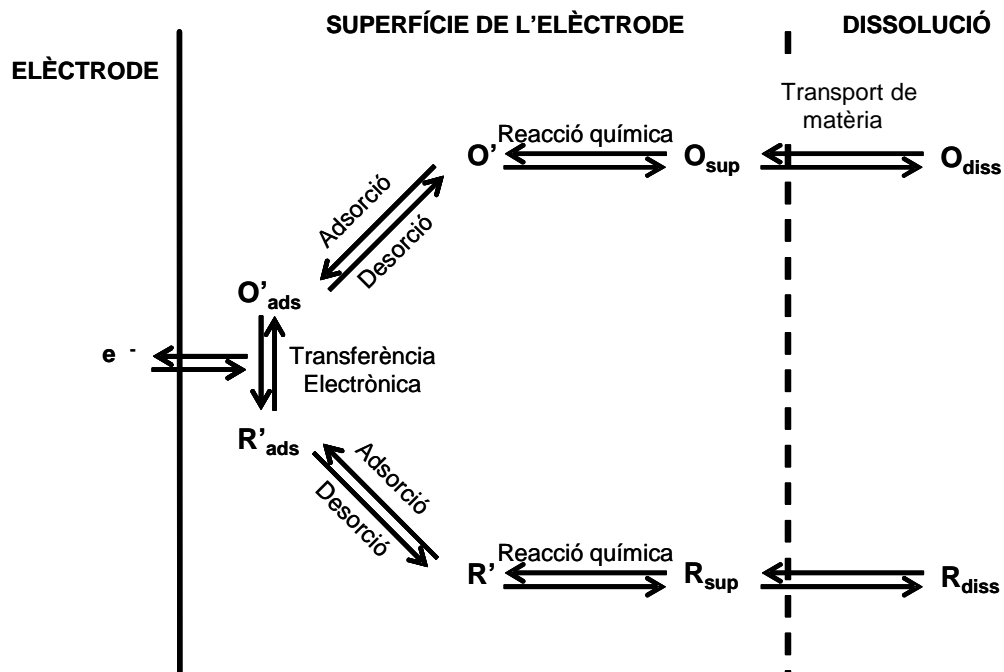 SUPERFÍCIE DE L'ELÈCTRODE
DISSOLUCIÓ
ELÈCTRODE
Transport de
matèria
O' Reacció química Osup Odiss
Adsorció
Desorció
O'ads
e -
Transferència
Electrònica
R'ads
Adsorció
Desorció
R' Reacció química Rsup Rdiss